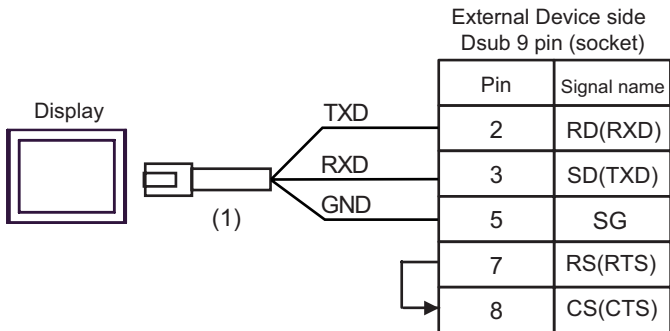 External Device side
Dsub 9 pin (socket)
Pin Signal name
Display
TXD
2 RD(RXD)
RXD
3 SD(TXD)
(1)
GND
5 SG
7 RS(RTS)
8 CS(CTS)